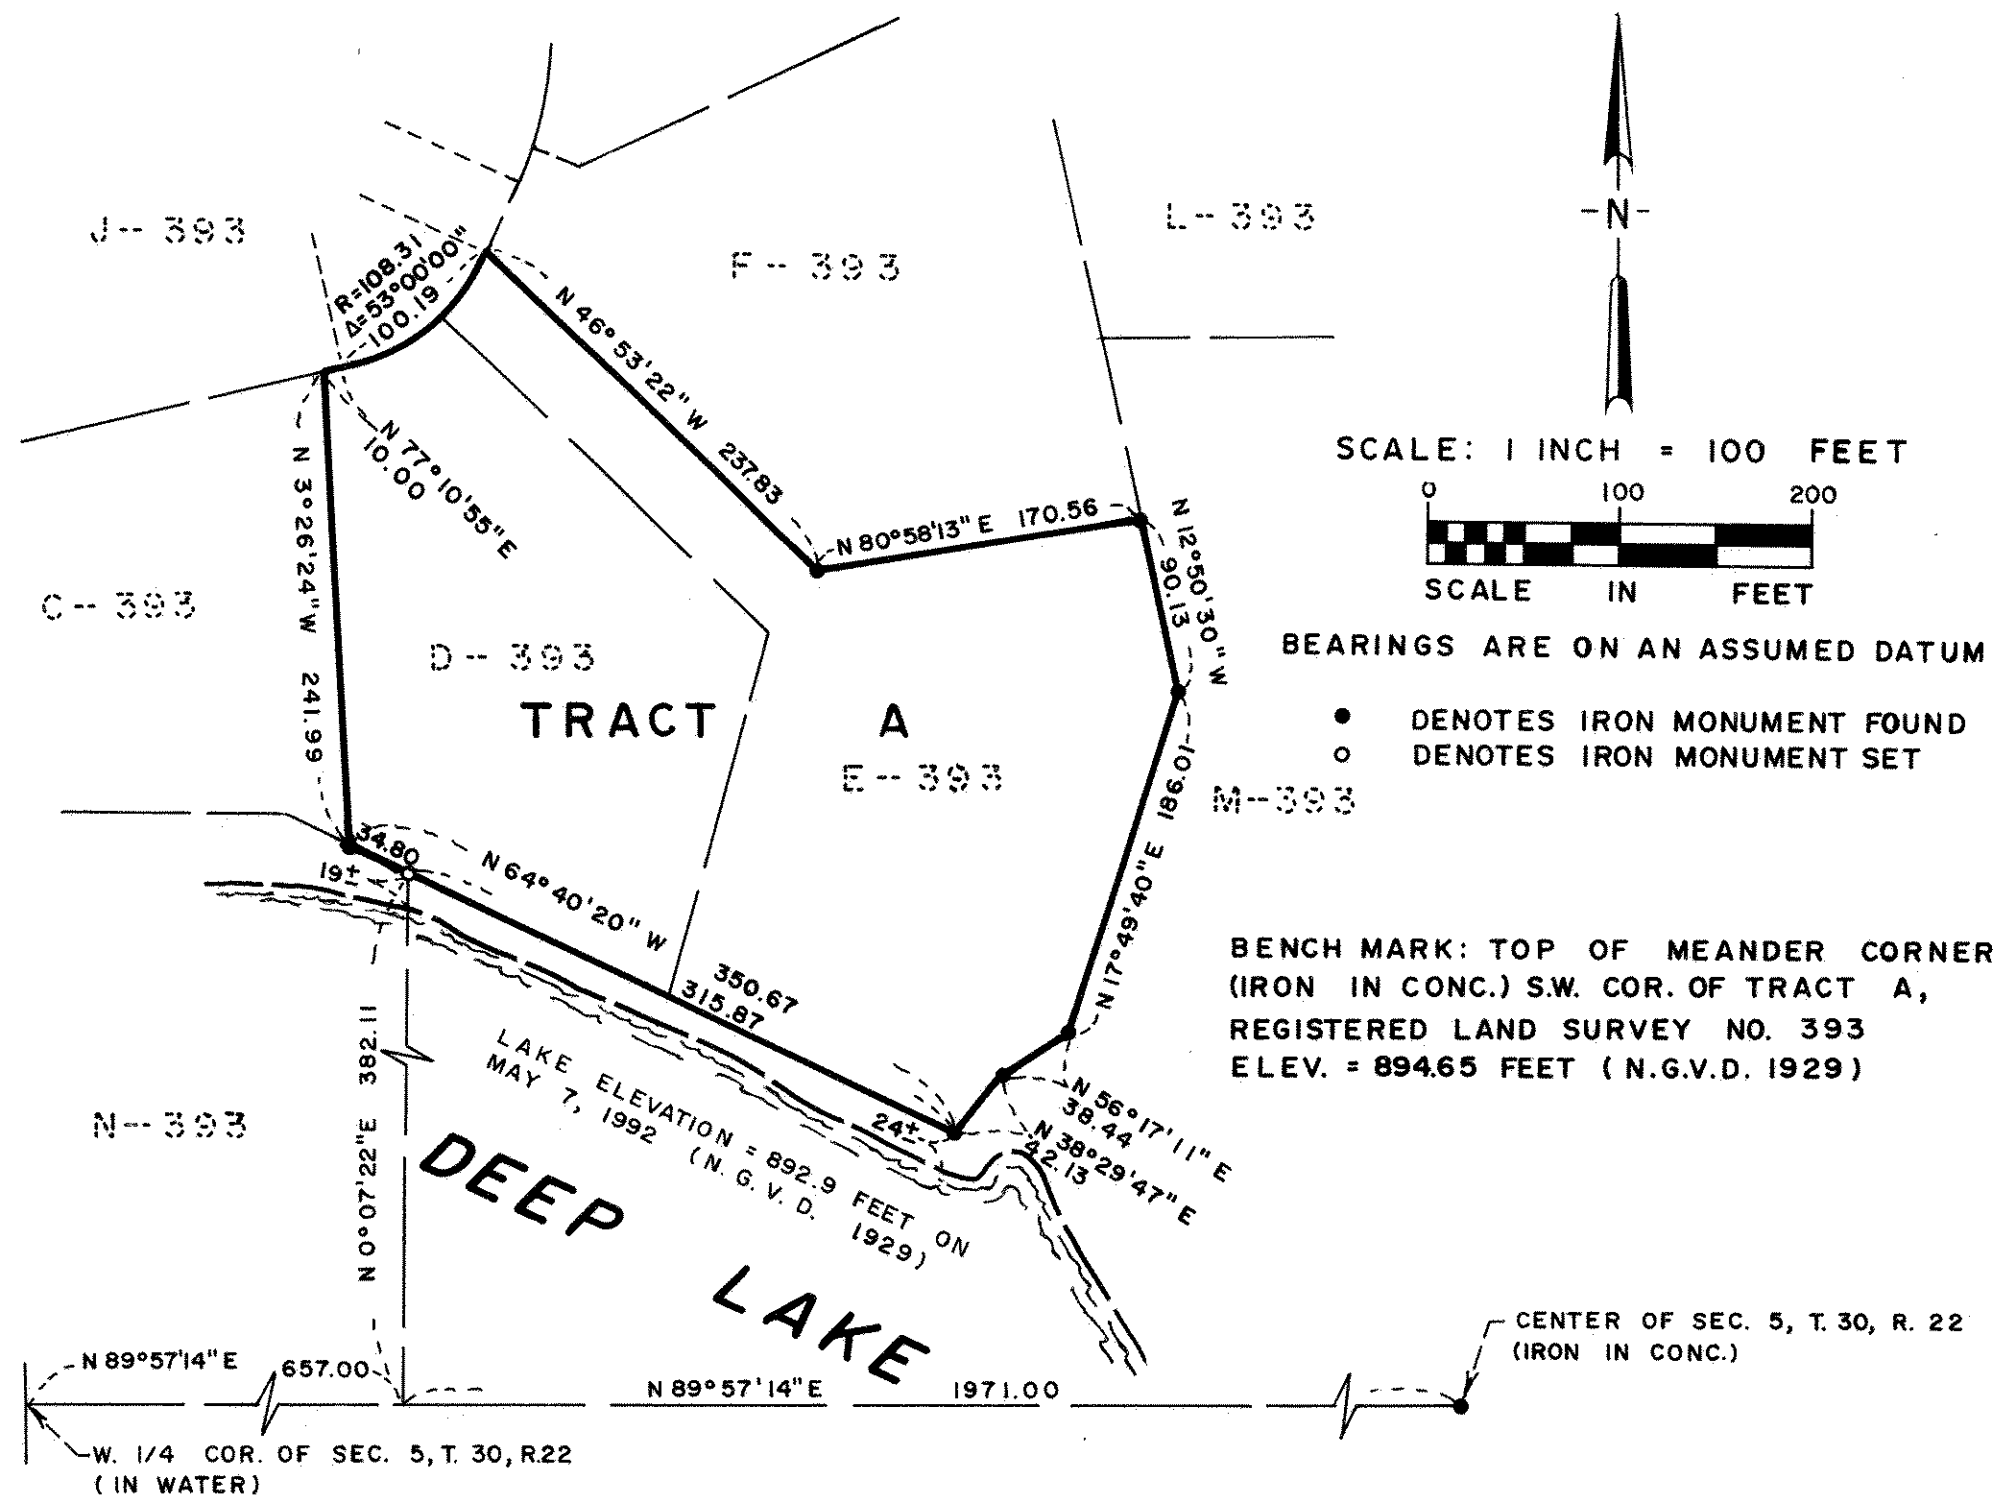 J-393
L-393
F-393
R=108.31
Δ=53°00'00"
100.19
N 46°53'22" W 237.83
-N-
N 77°10'55"E
10.00
SCALE: 1 INCH = 100 FEET
0 100 200
SCALE IN FEET
N 80°58'13" E 170.56
N 12°50'30" W
90.13
N 3°26'24" W 241.99
C-393
D-393
BEARINGS ARE ON AN ASSUMED DATUM
TRACT A
● DENOTES IRON MONUMENT FOUND
○ DENOTES IRON MONUMENT SET
E-393
M-393
N 17°49'40"E 186.01
34.80
19±
N 64°40'20" W
350.67
315.87
BENCH MARK: TOP OF MEANDER CORNER
(IRON IN CONC.) S.W. COR. OF TRACT A,
REGISTERED LAND SURVEY NO. 393
ELEV. = 894.65 FEET (N.G.V.D. 1929)
LAKE ELEVATION = 892.9 FEET ON
MAY 7, 1992 (N.G.V.D. 1929)
24±
N 56°17'11" E
38.44
N 38°29'47" E
42.13
N-393
N 0°07'22"E 382.11
DEEP LAKE
CENTER OF SEC. 5, T. 30, R. 22
(IRON IN CONC.)
N 89°57'14" E 657.00
N 89°57'14" E 1971.00
W. 1/4 COR. OF SEC. 5, T. 30, R.22
(IN WATER)